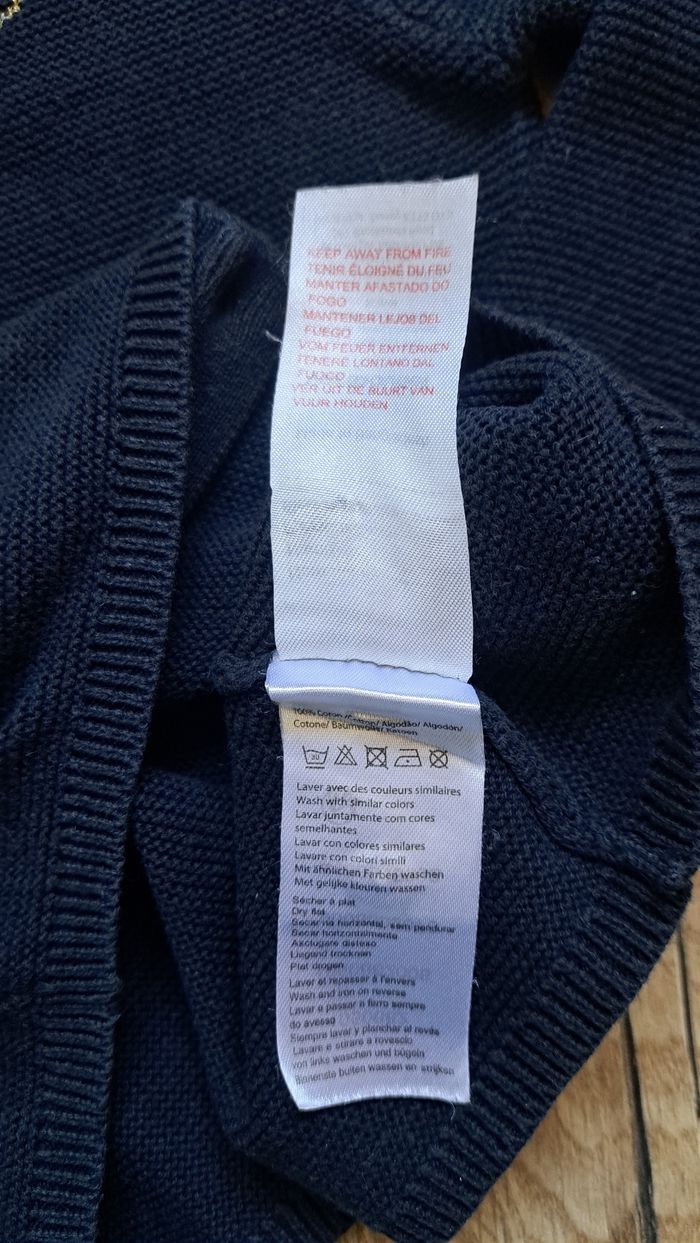 KEEP AWAY FROM FIRE
TENIR ÉLOIGNÉ DU FEU
MANTER AFASTADO DO
FOGO
MANTENER LEJOS DEL
FUEGO
VOM FEUER ENTFERNEN
TENERE LONTANO DAL
FUOCO
VER UIT DE BUURT VAN
VUUR HOUDEN
100% Coton /Cotton/ Algodão/ Algodón/
Cotone/ Baumwolle/ Katoen
30
Laver avec des couleurs similaires
Wash with similar colors
Lavar juntamente com cores
semelhantes
Lavar con colores similares
Lavare con colori simili
Mit ähnlichen Farben waschen
Met gelijke kleuren wassen
Sécher à plat
Dry flat
Secar na horizontal, sem pendurar
Secar horizontalmente
Asciugare disteso
Liegend trocknen
Plat drogen
Laver et repasser à l'envers
Wash and iron on reverse
Lavar e passar a ferro sempre
do avesso
Siempre lavar y planchar al revés
Lavare e stirare a rovescio
von links waschen und bügeln
Binnenste buiten wassen en strijken